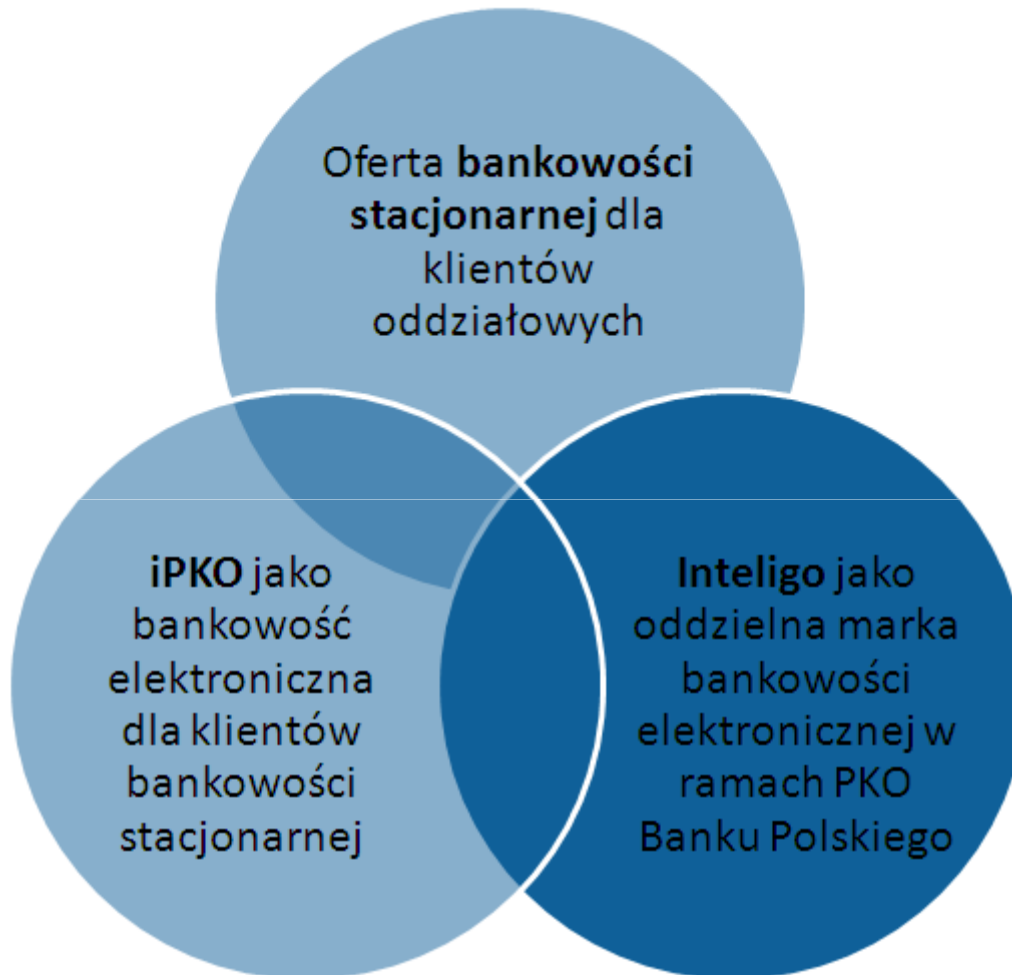 Oferta bankowości
stacjonarnej dla
klientów
oddziałowych
iPKO jako
bankowość
elektroniczna
dla klientów
bankowości
stacjonarnej
Inteligo jako
oddzielna marka
bankowości
elektronicznej w
ramach PKO
Banku Polskiego